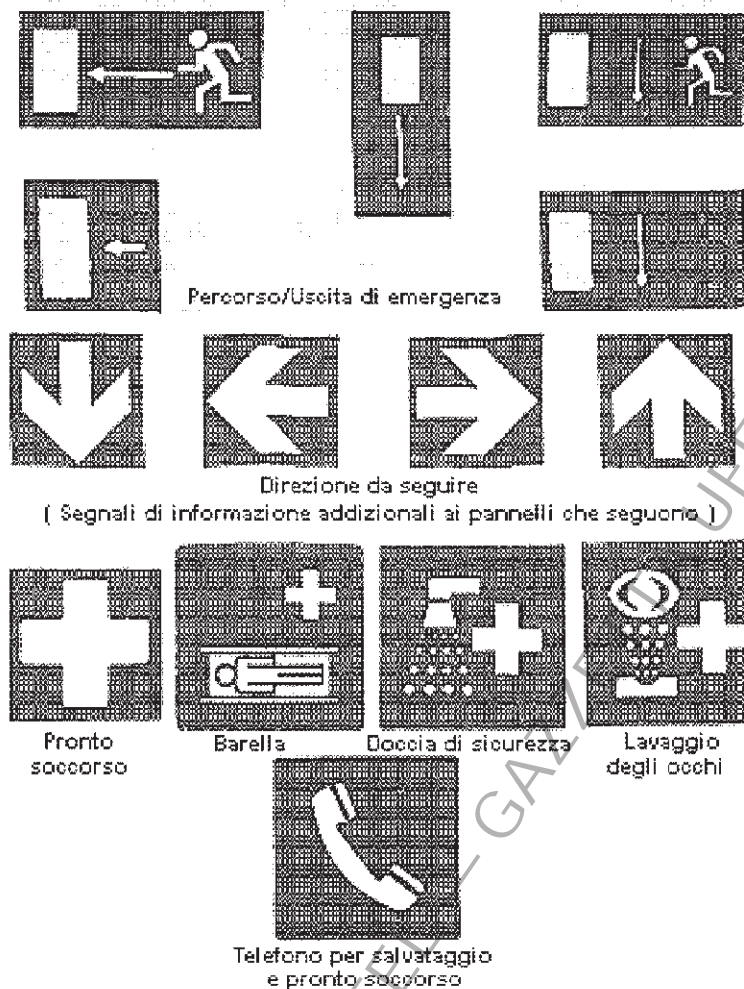 Percorso/Uscita di emergenza
Direzione da seguire
( Segnali di informazione addizionali ai pannelli che seguono )
Pronto
soccorso
Barella
Doccia di sicurezza
Lavaggio
degli occhi
Telefono per salvataggio
e pronto soccorso
GAZZE